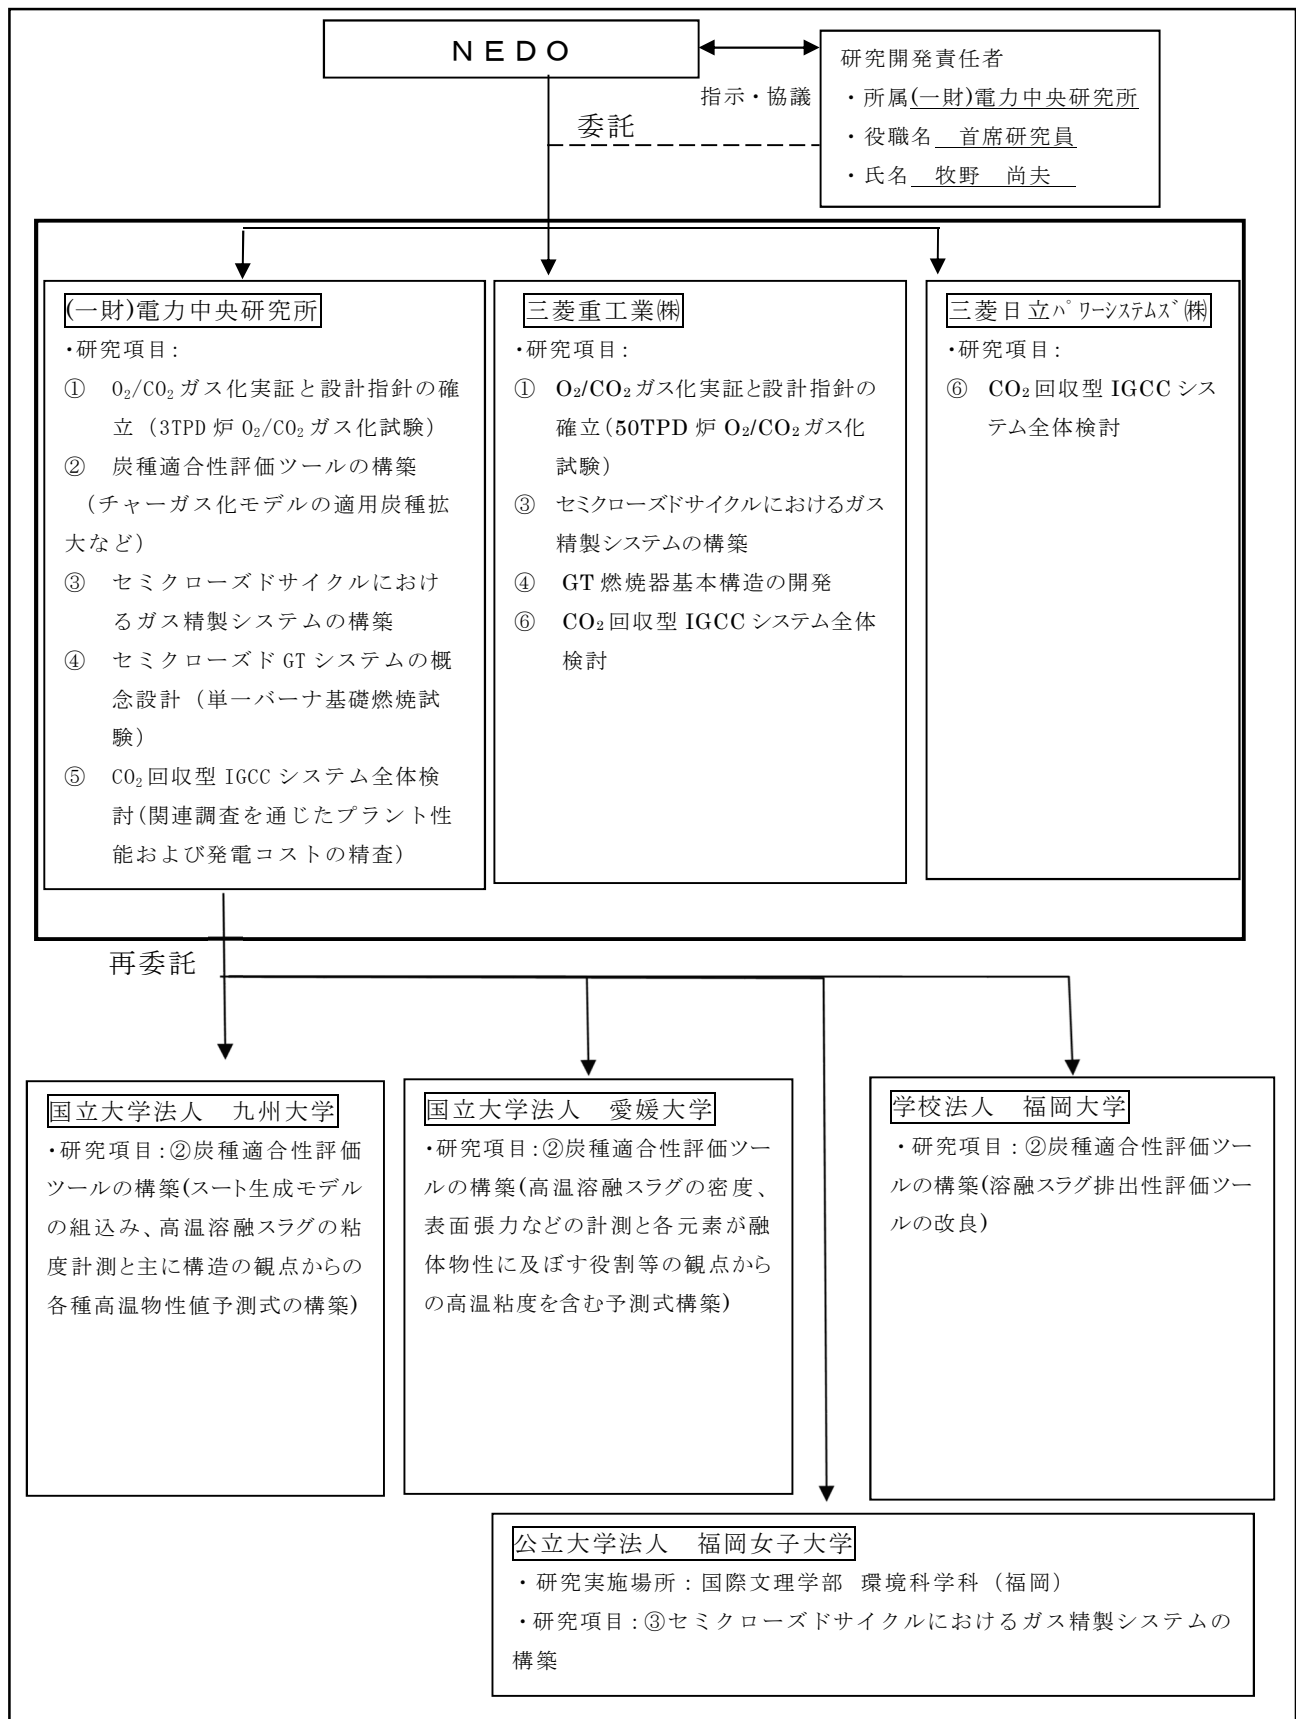 ＮＥＤＯ
指示・協議
委託
研究開発責任者
・所属(一財)電力中央研究所
・役職名　首席研究員
・氏名　牧野　尚夫
(一財)電力中央研究所
・研究項目：
①　O₂/CO₂ガス化実証と設計指針の確
立（3TPD 炉 O₂/CO₂ガス化試験）
②　炭種適合性評価ツールの構築
（チャーガス化モデルの適用炭種拡
大など）
③　セミクローズドサイクルにおけ
るガス精製システムの構築
④　セミクローズド GT システムの概
念設計（単一バーナ基礎燃焼試
験）
⑤　CO₂回収型 IGCC システム全体検
討(関連調査を通じたプラント性
能および発電コストの精査）
三菱重工業㈱
・研究項目：
①　O₂/CO₂ガス化実証と設計指針の
確立（50TPD 炉 O₂/CO₂ガス化
試験）
③　セミクローズドサイクルにおけるガス
精製システムの構築
④　GT 燃焼器基本構造の開発
⑥　CO₂回収型 IGCC システム全体
検討
三菱日立ﾊﾟﾜｰｼｽﾃﾑｽﾞ㈱
・研究項目：
⑥　CO₂回収型 IGCC シス
テム全体検討
再委託
国立大学法人　九州大学
・研究項目：②炭種適合性評価
ツールの構築(スート生成モデル
の組込み、高温溶融スラグの粘
度計測と主に構造の観点からの
各種高温物性値予測式の構築)
国立大学法人　愛媛大学
・研究項目：②炭種適合性評価ツー
ルの構築(高温溶融スラグの密度、
表面張力などの計測と各元素が融
体物性に及ぼす役割等の観点から
の高温粘度を含む予測式構築)
学校法人　福岡大学
・研究項目：②炭種適合性評価ツー
ルの構築(溶融スラグ排出性評価ツー
ルの改良)
公立大学法人　福岡女子大学
・研究実施場所：国際文理学部 環境科学科（福岡）
・研究項目：③セミクローズドサイクルにおけるガス精製システムの
構築